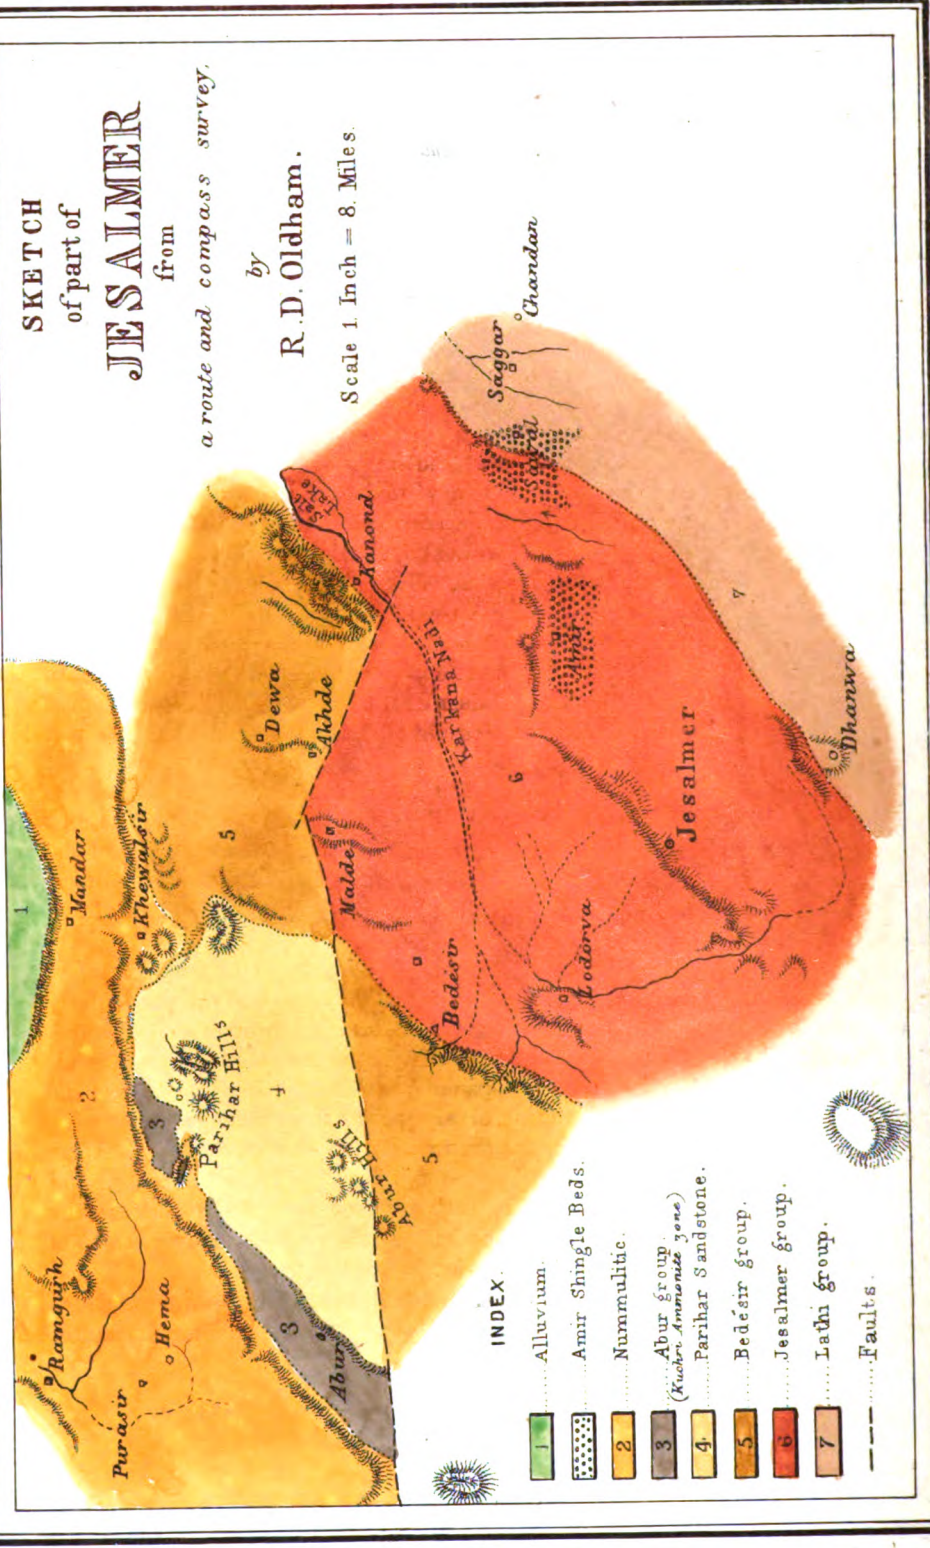 SKETCH
of part of
JESALMER
from
a route and compass survey,
by
R. D. Oldham.
Scale 1 Inch = 8. Miles.
1
Mandar
2
Ramgurh
Purasir
Hema
Khewalsir
3
Parihar Hills
4
3
Abur
Abur Hills
5
Dewa
Akhde
5
Salt
Lake
Kanond
Malde
Bedésir
Karkana Nadi
Lodorva
6
Jesalmer
Amir
Saggar
Chandan
7
Dhanwa
INDEX.
1 Alluvium.
Amir Shingle Beds.
2 Nummulitic.
3 Abur group.
(Kuchri Ammonite zone)
4 Parihar Sandstone.
5 Bedésir group.
6 Jesalmer group.
7 Lathi group.
Faults.